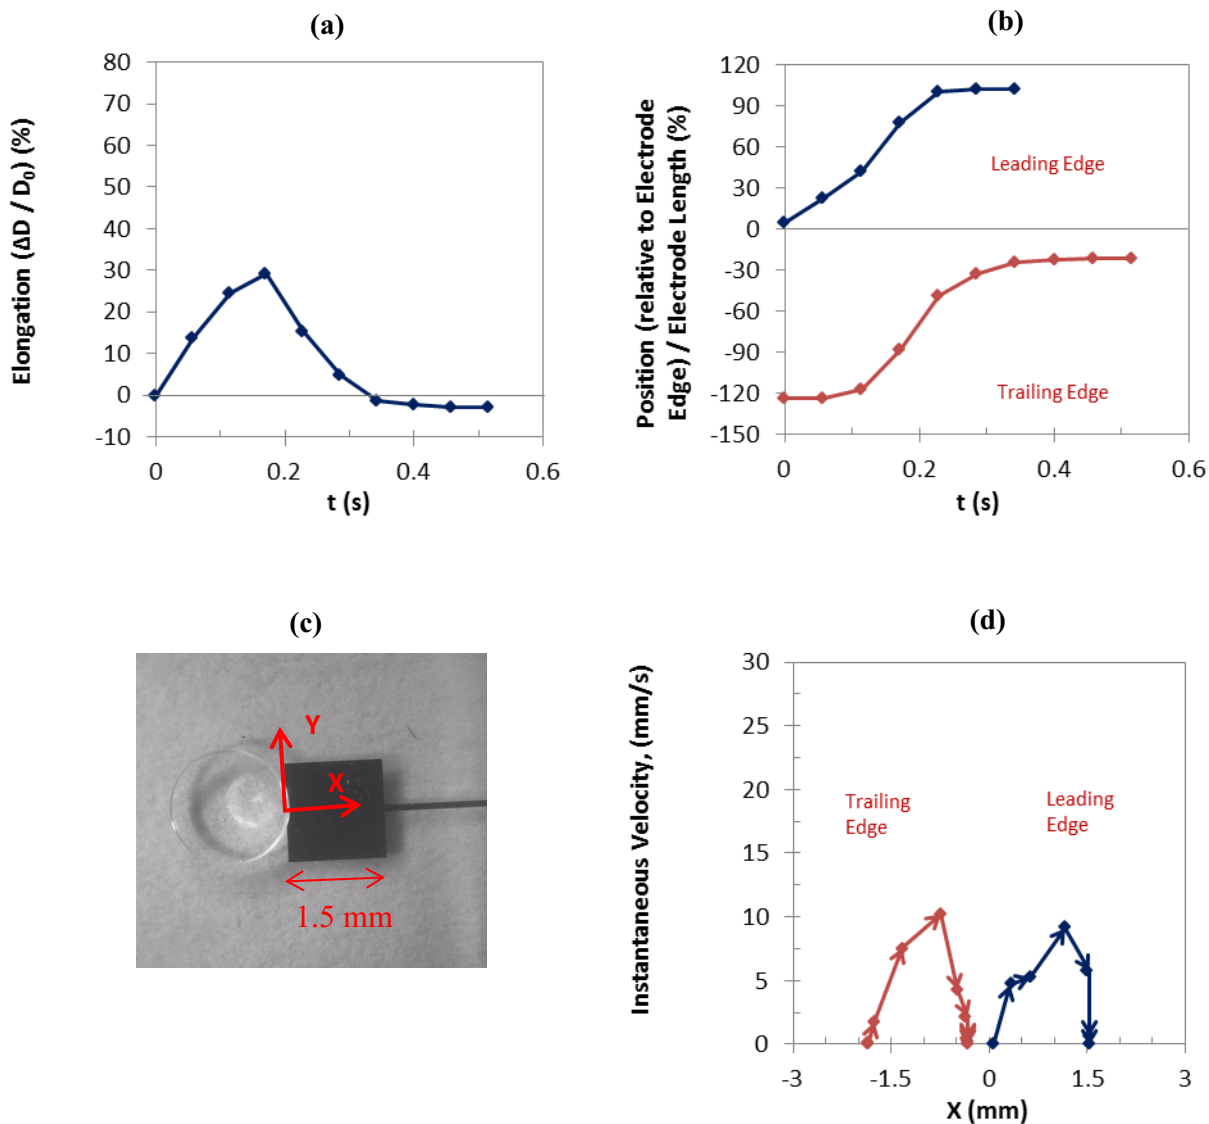 (a)
Elongation (ΔD / D₀) (%)
80
70
60
50
40
30
20
10
0
-10
0
0.2
0.4
0.6
t (s)
(b)
Position (relative to Electrode
Edge) / Electrode Length (%)
120
90
60
30
0
-30
-60
-90
-120
-150
Leading Edge
Trailing Edge
0
0.2
0.4
0.6
t (s)
(c)
Y
X
1.5 mm
(d)
Instantaneous Velocity, (mm/s)
30
25
20
15
10
5
0
Trailing
Edge
Leading
Edge
-3
-1.5
0
1.5
3
X (mm)